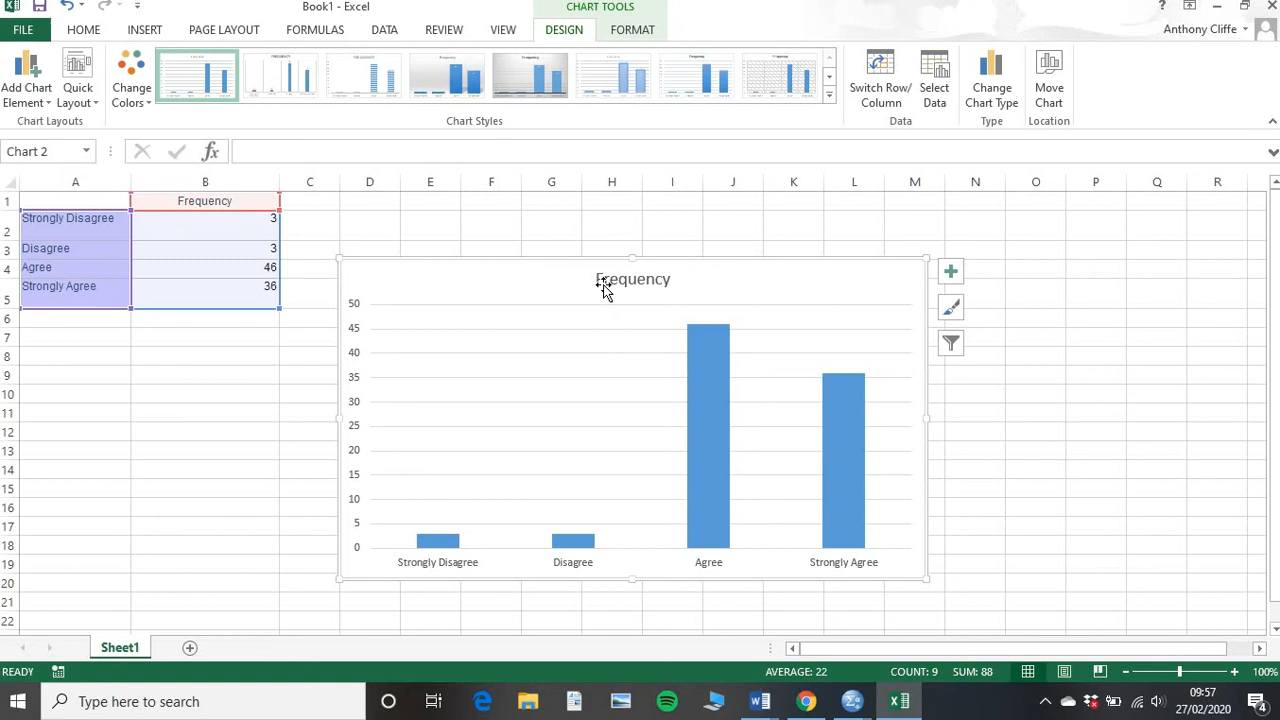 Book1 - Excel
CHART TOOLS
?
FILE
HOME
INSERT
PAGE LAYOUT
FORMULAS
DATA
REVIEW
VIEW
DESIGN
FORMAT
Anthony Cliffe
Add Chart
Element
Quick
Layout
Change
Colors
Switch Row/
Column
Select
Data
Change
Chart Type
Move
Chart
Chart Layouts
Chart Styles
Data
Type
Location
Chart 2
fx
A B C D E F G H I J K L M N O P Q R
1 Frequency
2 Strongly Disagree 3
3 Disagree 3
4 Agree 46
5 Strongly Agree 36
6
7
8
9
10
11
12
13
14
15
16
17
18
19
20
21
22
Frequency
50
45
40
35
30
25
20
15
10
5
0
Strongly Disagree Disagree Agree Strongly Agree
Sheet1
READY
AVERAGE: 22 COUNT: 9 SUM: 88
100%
Type here to search
09:57
27/02/2020
4